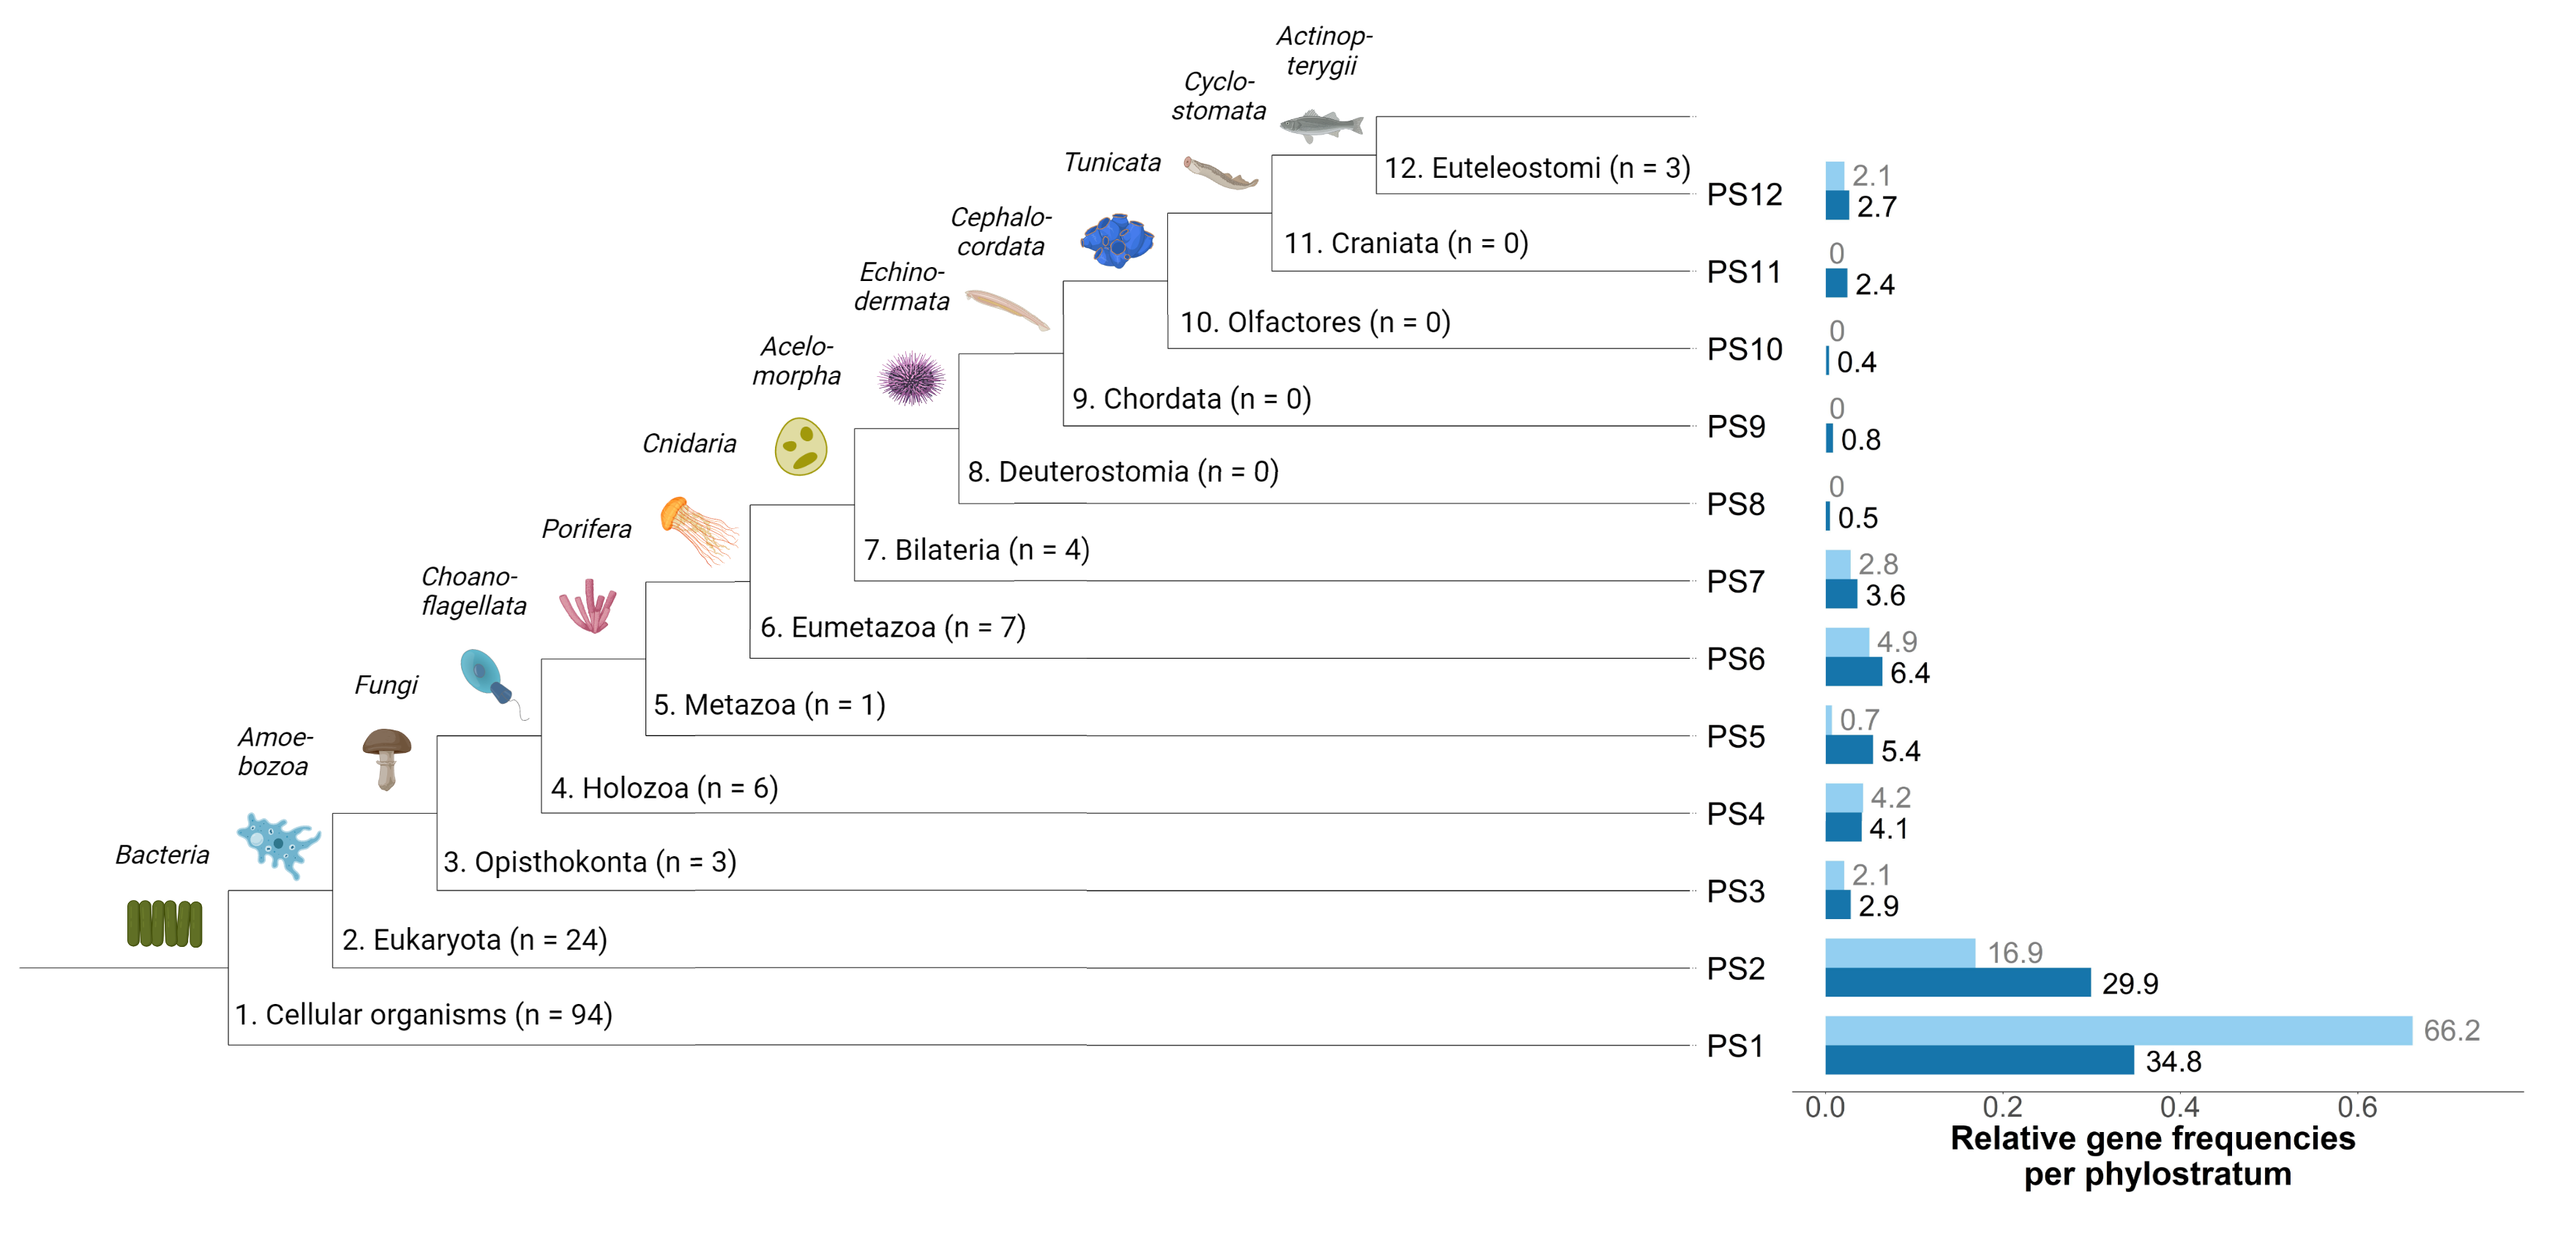 Actinop-
terygii
Cyclo-
stomata
Tunicata
Cephalo-
cordata
Echino-
dermata
Acelo-
morpha
Cnidaria
Porifera
Choano-
flagellata
Fungi
Amoe-
bozoa
Bacteria
12. Euteleostomi (n = 3)
11. Craniata (n = 0)
10. Olfactores (n = 0)
9. Chordata (n = 0)
8. Deuterostomia (n = 0)
7. Bilateria (n = 4)
6. Eumetazoa (n = 7)
5. Metazoa (n = 1)
4. Holozoa (n = 6)
3. Opisthokonta (n = 3)
2. Eukaryota (n = 24)
1. Cellular organisms (n = 94)
PS12
2.1
2.7
PS11
0
2.4
PS10
0
0.4
PS9
0
0.8
PS8
0
0.5
PS7
2.8
3.6
PS6
4.9
6.4
PS5
0.7
5.4
PS4
4.2
4.1
PS3
2.1
2.9
PS2
16.9
29.9
PS1
66.2
34.8
0.0 0.2 0.4 0.6
Relative gene frequencies
per phylostratum